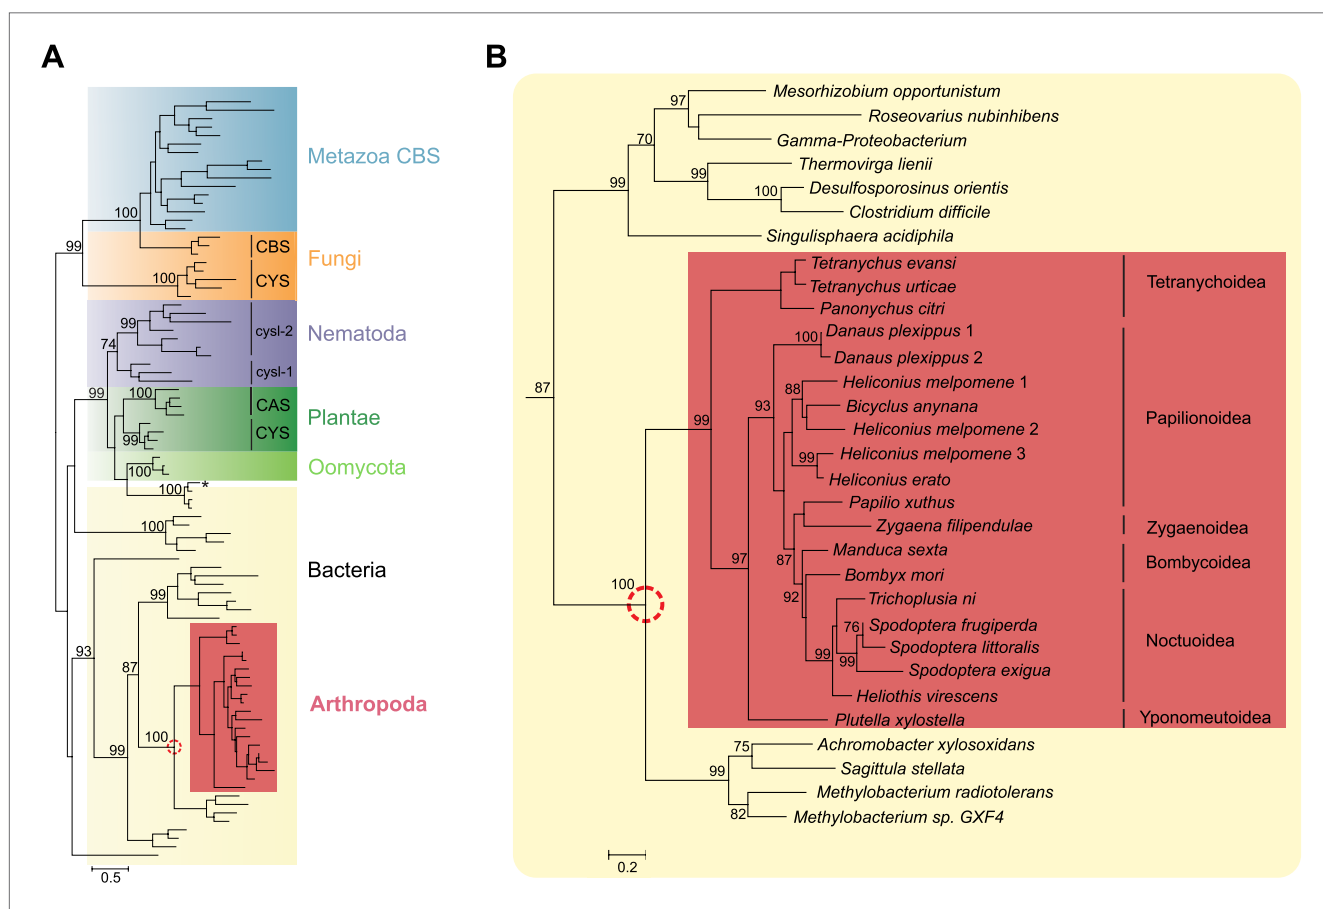 A
Metazoa CBS
100
99
CBS
Fungi
100
CYS
99
cysl-2
Nematoda
74
cysl-1
99
100
CAS
Plantae
99
CYS
100
Oomycota
100
*
100
Bacteria
99
93
87
Arthropoda
100
99
0.5
B
97
Mesorhizobium opportunistum
Roseovarius nubinhibens
70
Gamma-Proteobacterium
99
Thermovirga lienii
99
100
Desulfosporosinus orientis
Clostridium difficile
Singulisphaera acidiphila
Tetranychus evansi
Tetranychus urticae
Tetranychoidea
Panonychus citri
100
Danaus plexippus 1
Danaus plexippus 2
87
88
Heliconius melpomene 1
93
Bicyclus anynana
Papilionoidea
99
Heliconius melpomene 2
99
Heliconius melpomene 3
Heliconius erato
Papilio xuthus
Zygaena filipendulae
Zygaenoidea
97
87
Manduca sexta
Bombycoidea
Bombyx mori
100
92
Trichoplusia ni
76
Spodoptera frugiperda
Noctuoidea
99
99
Spodoptera littoralis
Spodoptera exigua
Heliothis virescens
Plutella xylostella
Yponomeutoidea
75
Achromobacter xylosoxidans
99
Sagittula stellata
Methylobacterium radiotolerans
82
Methylobacterium sp. GXF4
0.2